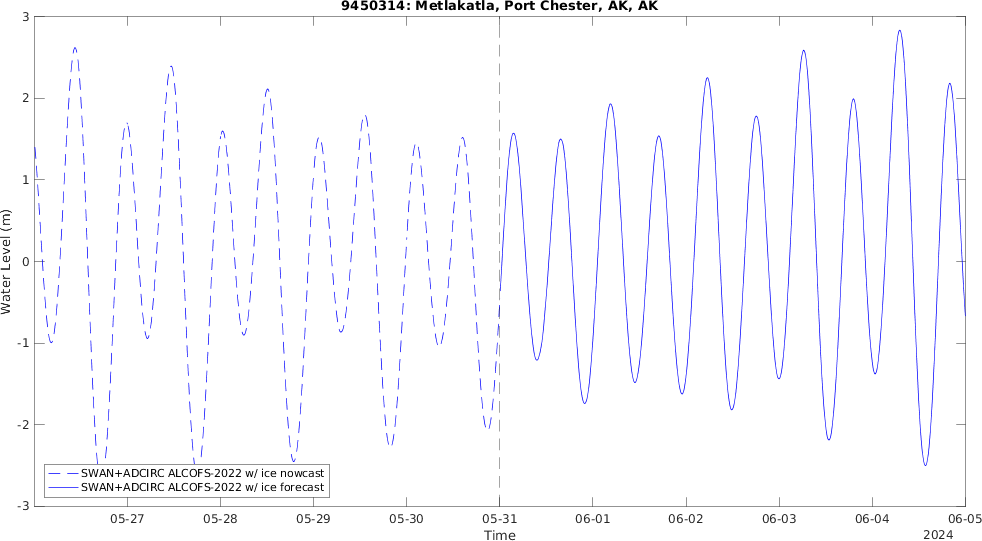 9450314: Metlakatla, Port Chester, AK, AK
3
2
1
0
-1
-2
-3
Water Level (m)
SWAN+ADCIRC ALCOFS-2022 w/ ice nowcast
SWAN+ADCIRC ALCOFS-2022 w/ ice forecast
05-27 05-28 05-29 05-30 05-31 06-01 06-02 06-03 06-04 06-05
Time
2024